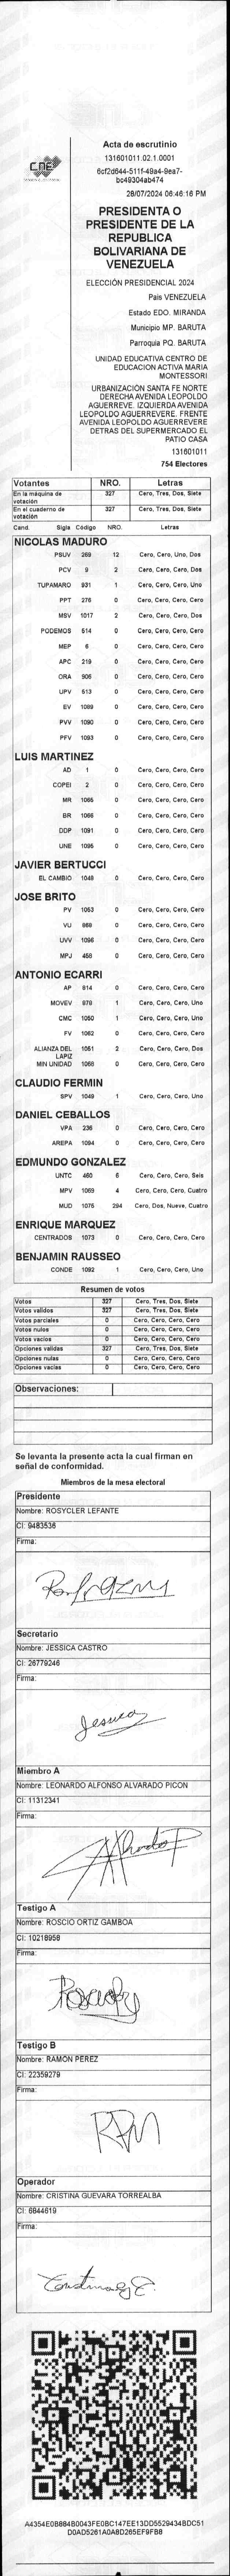 CNE
Acta de escrutinio
131601011.02.1.0001
6cf2d644-511f-49a4-9ea7-
bc49304ab474
28/07/2024 06:46:16 PM
PRESIDENTA O
PRESIDENTE DE LA
REPUBLICA
BOLIVARIANA DE
VENEZUELA
ELECCIÓN PRESIDENCIAL 2024
País VENEZUELA
Estado EDO. MIRANDA
Municipio MP. BARUTA
Parroquia PQ. BARUTA
UNIDAD EDUCATIVA CENTRO DE
EDUCACION ACTIVA MARIA
MONTESSORI
URBANIZACIÓN SANTA FE NORTE
DERECHA AVENIDA LEOPOLDO
AGUERREVE. IZQUIERDA AVENIDA
LEOPOLDO AGUERREVERE. FRENTE
AVENIDA LEOPOLDO AGUERREVERE
DETRAS DEL SUPERMERCADO EL
PATIO CASA
131601011
754 Electores
Votantes NRO. Letras
En la máquina de votación 327 Cero, Tres, Dos, Siete
En el cuaderno de votación 327 Cero, Tres, Dos, Siete
Cand. Sigla Código NRO. Letras
NICOLAS MADURO
PSUV 269 12 Cero, Cero, Uno, Dos
PCV 9 2 Cero, Cero, Cero, Dos
TUPAMARO 931 1 Cero, Cero, Cero, Uno
PPT 276 0 Cero, Cero, Cero, Cero
MSV 1017 2 Cero, Cero, Cero, Dos
PODEMOS 514 0 Cero, Cero, Cero, Cero
MEP 6 0 Cero, Cero, Cero, Cero
APC 219 0 Cero, Cero, Cero, Cero
ORA 906 0 Cero, Cero, Cero, Cero
UPV 513 0 Cero, Cero, Cero, Cero
EV 1089 0 Cero, Cero, Cero, Cero
PVV 1090 0 Cero, Cero, Cero, Cero
PFV 1093 0 Cero, Cero, Cero, Cero
LUIS MARTINEZ
AD 1 0 Cero, Cero, Cero, Cero
COPEI 2 0 Cero, Cero, Cero, Cero
MR 1065 0 Cero, Cero, Cero, Cero
BR 1066 0 Cero, Cero, Cero, Cero
DDP 1091 0 Cero, Cero, Cero, Cero
UNE 1095 0 Cero, Cero, Cero, Cero
JAVIER BERTUCCI
EL CAMBIO 1048 0 Cero, Cero, Cero, Cero
JOSE BRITO
PV 1053 0 Cero, Cero, Cero, Cero
VU 868 0 Cero, Cero, Cero, Cero
UVV 1096 0 Cero, Cero, Cero, Cero
MPJ 458 0 Cero, Cero, Cero, Cero
ANTONIO ECARRI
AP 814 0 Cero, Cero, Cero, Cero
MOVEV 979 1 Cero, Cero, Cero, Uno
CMC 1050 1 Cero, Cero, Cero, Uno
FV 1062 0 Cero, Cero, Cero, Cero
ALIANZA DEL LAPIZ 1051 2 Cero, Cero, Cero, Dos
MIN UNIDAD 1068 0 Cero, Cero, Cero, Cero
CLAUDIO FERMIN
SPV 1049 1 Cero, Cero, Cero, Uno
DANIEL CEBALLOS
VPA 236 0 Cero, Cero, Cero, Cero
AREPA 1094 0 Cero, Cero, Cero, Cero
EDMUNDO GONZALEZ
UNTC 460 6 Cero, Cero, Cero, Seis
MPV 1069 4 Cero, Cero, Cero, Cuatro
MUD 1075 294 Cero, Dos, Nueve, Cuatro
ENRIQUE MARQUEZ
CENTRADOS 1073 0 Cero, Cero, Cero, Cero
BENJAMIN RAUSSEO
CONDE 1092 1 Cero, Cero, Cero, Uno
Resumen de votos
Votos 327 Cero, Tres, Dos, Siete
Votos validos 327 Cero, Tres, Dos, Siete
Votos parciales 0 Cero, Cero, Cero, Cero
Votos nulos 0 Cero, Cero, Cero, Cero
Votos vacios 0 Cero, Cero, Cero, Cero
Opciones validas 327 Cero, Tres, Dos, Siete
Opciones nulas 0 Cero, Cero, Cero, Cero
Opciones vacias 0 Cero, Cero, Cero, Cero
Observaciones:
Se levanta la presente acta la cual firman en
señal de conformidad.
Miembros de la mesa electoral
Presidente
Nombre: ROSYCLER LEFANTE
CI: 9483536
Firma:
Secretario
Nombre: JESSICA CASTRO
CI: 26779246
Firma:
Jesica
Miembro A
Nombre: LEONARDO ALFONSO ALVARADO PICON
CI: 11312341
Firma:
Testigo A
Nombre: ROSCIO ORTIZ GAMBOA
CI: 10218958
Firma:
Testigo B
Nombre: RAMON PEREZ
CI: 22359279
Firma:
Operador
Nombre: CRISTINA GUEVARA TORREALBA
CI: 6844619
Firma:
A4354E0B884B0043FE0BC147EE13DD5529434BDC51
D0AD5261A0A8D265EF9FB8